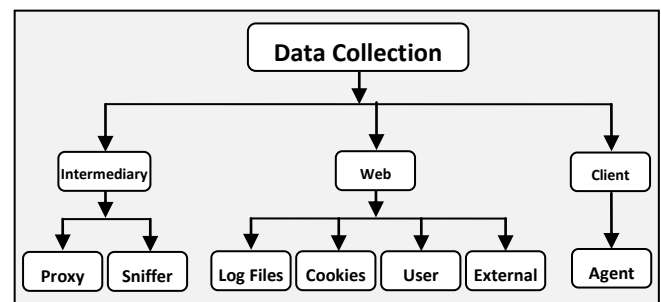 Data Collection
Intermediary
Web
Client
Proxy
Sniffer
Log Files
Cookies
User
External
Agent